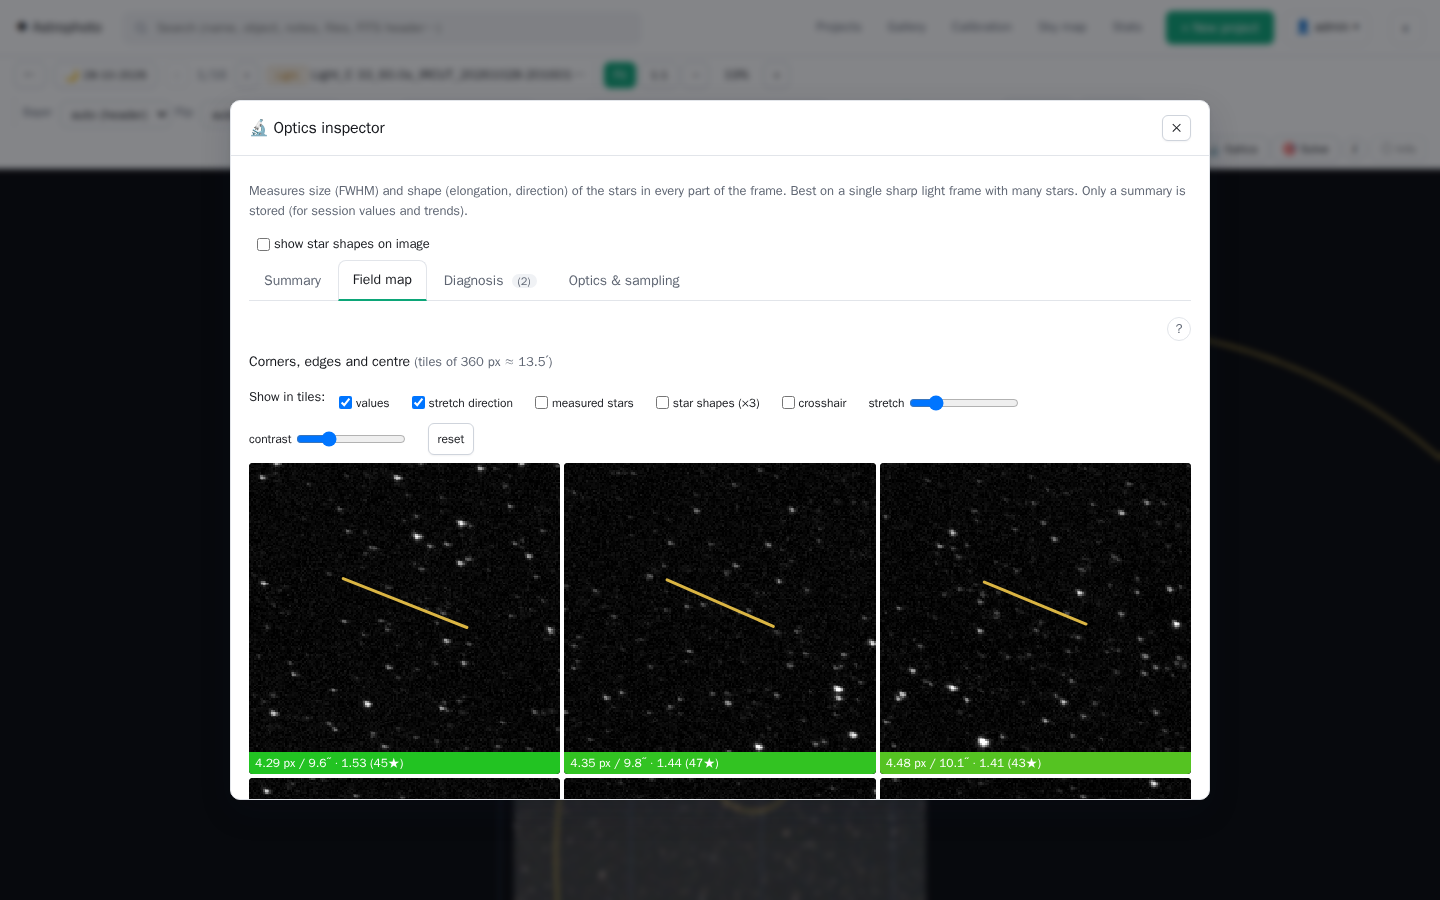 Optics inspector
Measures size (FWHM) and shape (elongation, direction) of the stars in every part of the frame. Best on a single sharp light frame with many stars. Only a summary is
stored (for session values and trends).
show star shapes on image
Summary Field map Diagnosis (2) Optics & sampling
?
Corners, edges and centre (tiles of 360 px ≈ 13.5′)
Show in tiles: values stretch direction measured stars star shapes (×3) crosshair stretch
contrast reset
4.29 px / 9.6″ · 1.53 (45★) 4.35 px / 9.8″ · 1.44 (47★) 4.48 px / 10.1″ · 1.41 (43★)